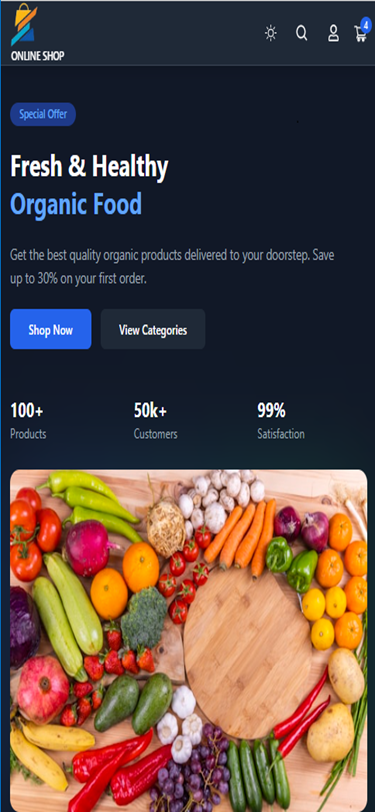 ONLINE SHOP
4
Special Offer
Fresh & Healthy
Organic Food
Get the best quality organic products delivered to your doorstep. Save
up to 30% on your first order.
Shop Now
View Categories
100+
50k+
99%
Products
Customers
Satisfaction